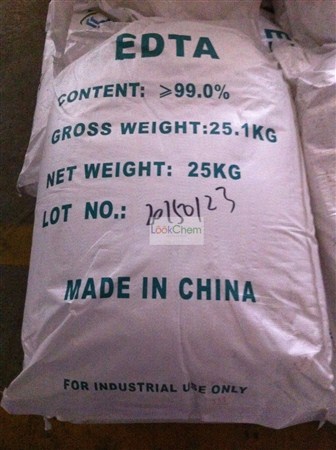 EDTA
CONTENT: ⩾99.0%
GROSS WEIGHT:25.1KG
NET WEIGHT: 25KG
LOT NO.: 20150123
LookChem
MADE IN CHINA
FOR INDUSTRIAL USE ONLY